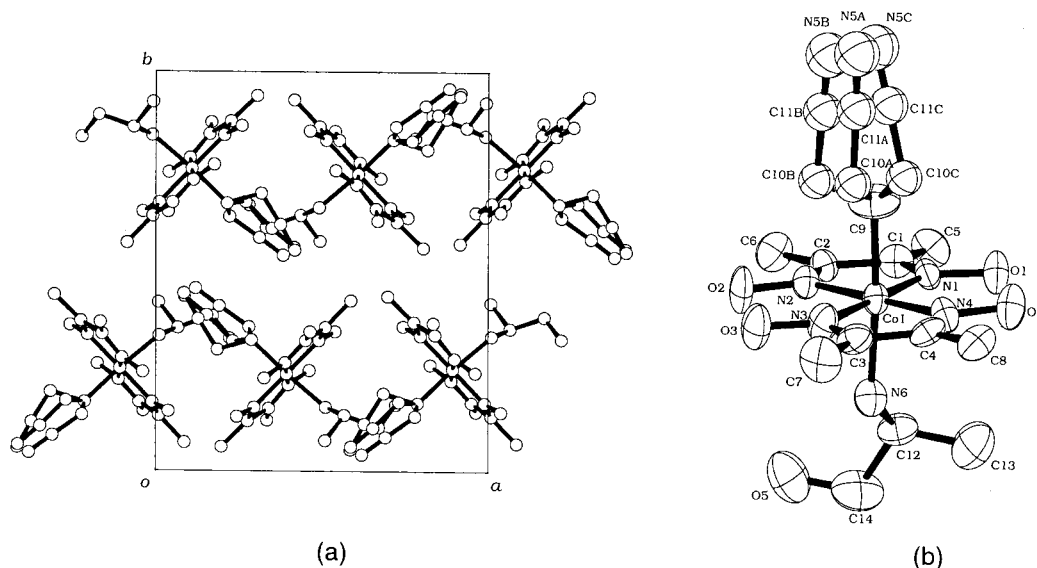 b
o
a
(a)
N5B N5A N5C
C11B C11C
C11A
C10A
C10B C10C
C9
C6 C2 C1 C5
O2 N2 N1 O1
O3 N3 Co1 N4 O
C7 C3 C4 C8
N6
C12 C13
O5
C14
(b)